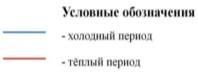 Условные обозначения
- холодный период
- тёплый период